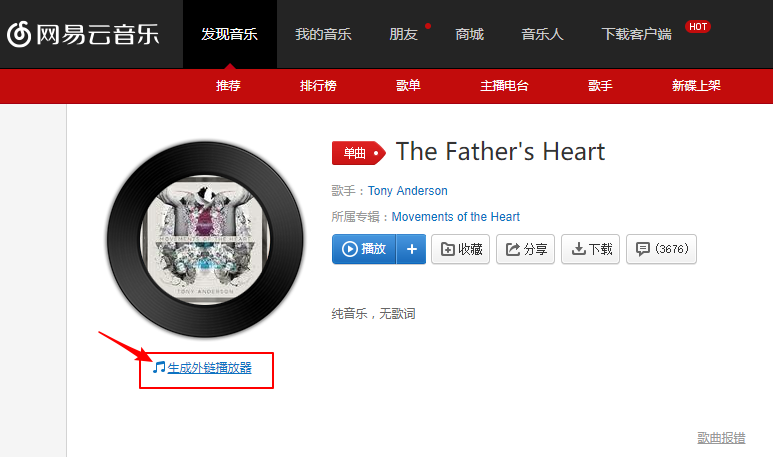 网易云音乐
发现音乐 我的音乐 朋友 商城 音乐人 下载客户端 HOT
推荐 排行榜 歌单 主播电台 歌手 新碟上架
单曲 The Father's Heart
歌手：Tony Anderson
所属专辑：Movements of the Heart
播放 + 收藏 分享 下载 (3676)
MOVEMENTS OF THE HEART
TONY ANDERSON
纯音乐，无歌词
生成外链播放器
歌曲报错